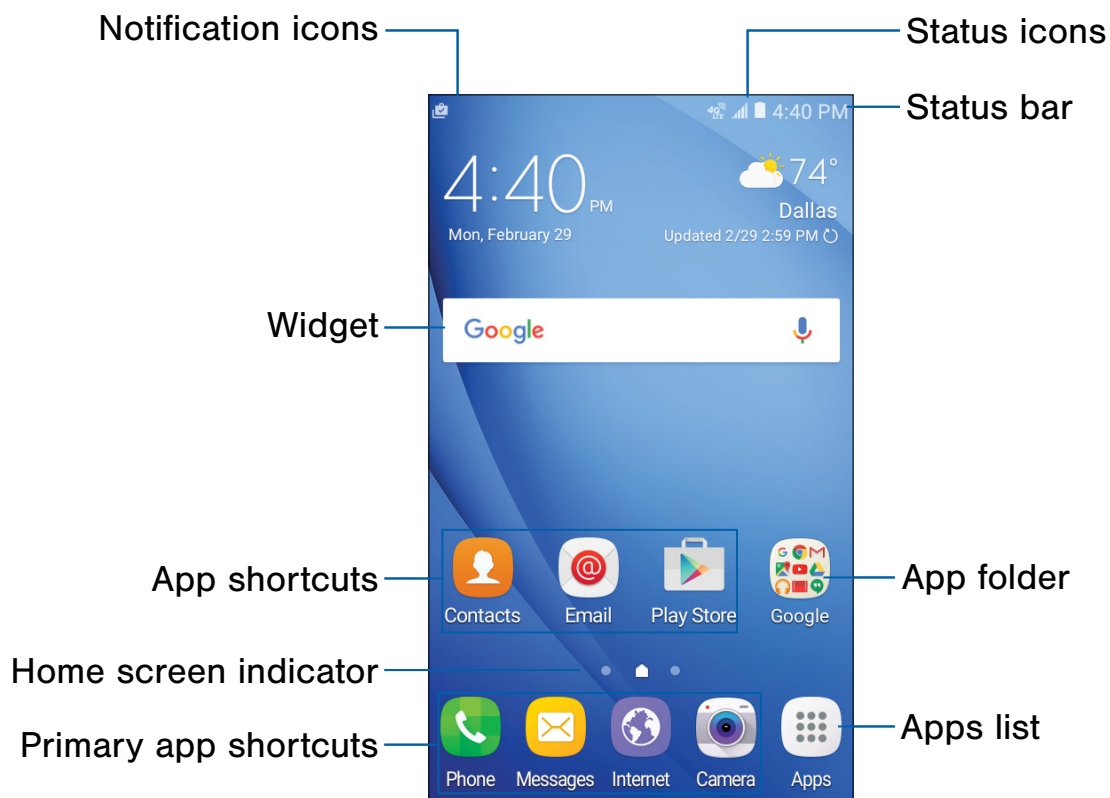 Notification icons
Status icons
Status bar
4G LTE 4:40 PM
4:40 PM
74°
Dallas
Mon, February 29
Updated 2/29 2:59 PM
Widget
Google
App shortcuts
App folder
Contacts Email Play Store Google
Home screen indicator
Primary app shortcuts
Apps list
Phone Messages Internet Camera Apps